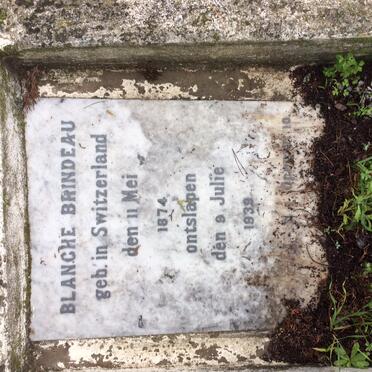 BLANCHE BRINDEAU
geb. in Switzerland
den 11 Mei
1874
ontslapen
den 9 Julie
1939